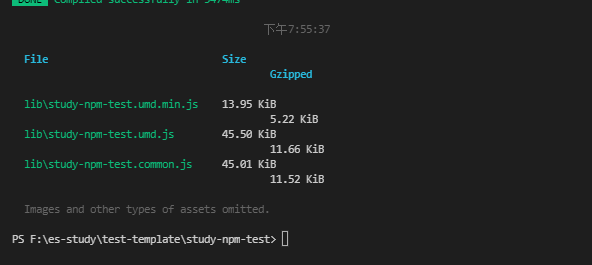 DONE Compiled successfully in 3474ms
下午7:55:37
File Size
Gzipped
lib\study-npm-test.umd.min.js 13.95 KiB
5.22 KiB
lib\study-npm-test.umd.js 45.50 KiB
11.66 KiB
lib\study-npm-test.common.js 45.01 KiB
11.52 KiB
Images and other types of assets omitted.
PS F:\es-study\test-template\study-npm-test>